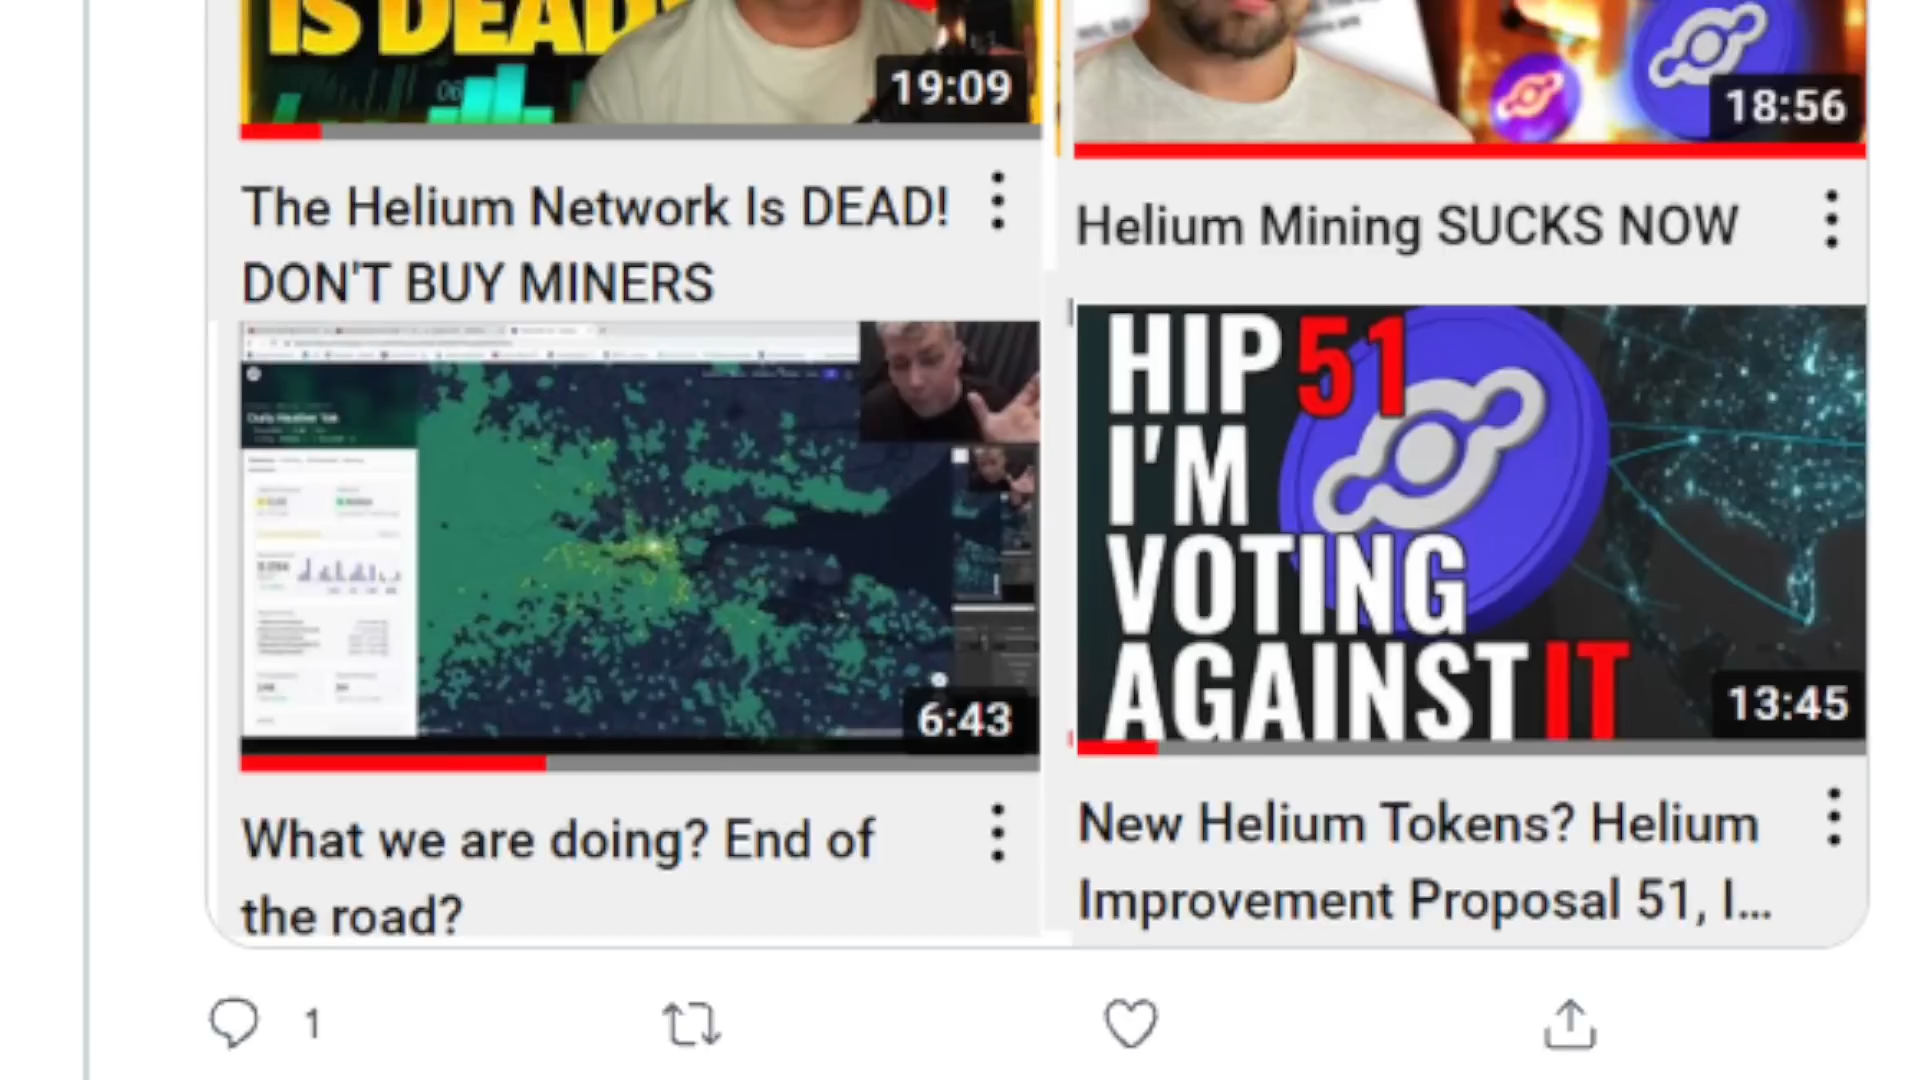 IS DEAD!
19:09
18:56
The Helium Network Is DEAD!
DON'T BUY MINERS
Helium Mining SUCKS NOW
6:43
What we are doing? End of
the road?
HIP 51
I'M
VOTING
AGAINST IT
13:45
New Helium Tokens? Helium
Improvement Proposal 51, I...
1